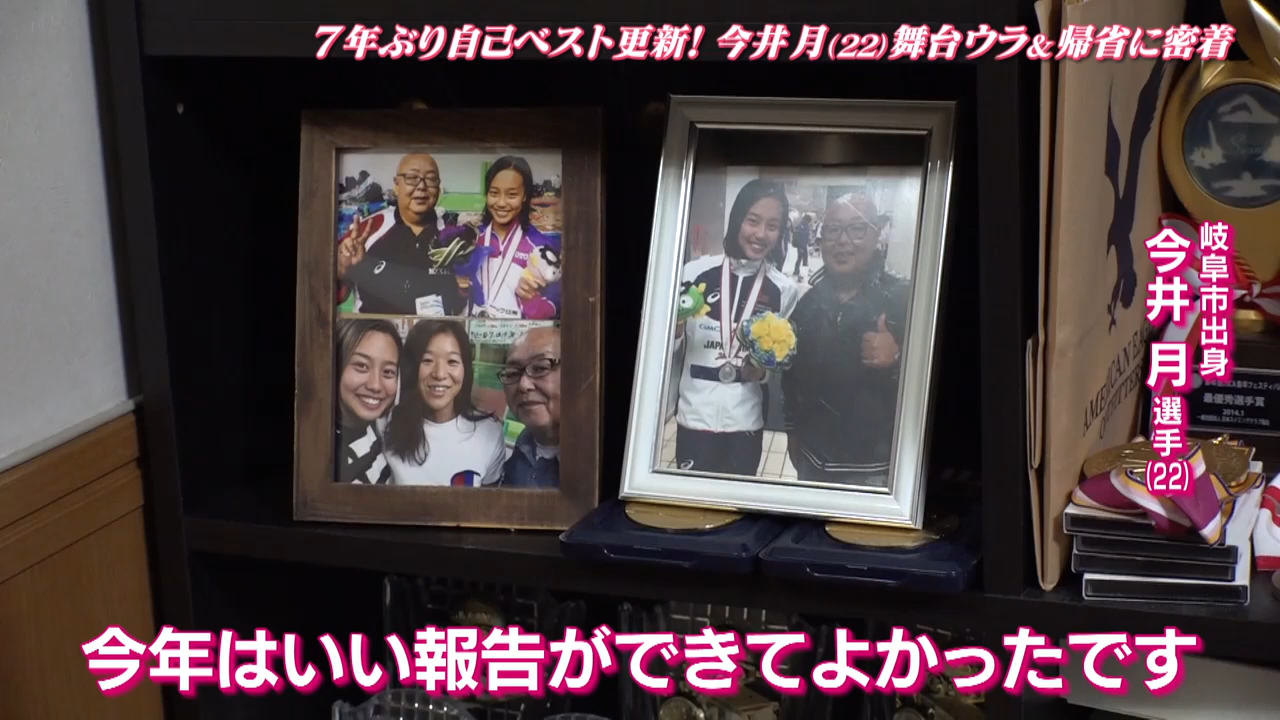 7年ぶり自己ベスト更新! 今井 月(22)舞台ウラ&帰省に密着
岐阜市出身
今井 月 選手(22)
最優秀選手賞
2014.3
今年はいい報告ができてよかったです